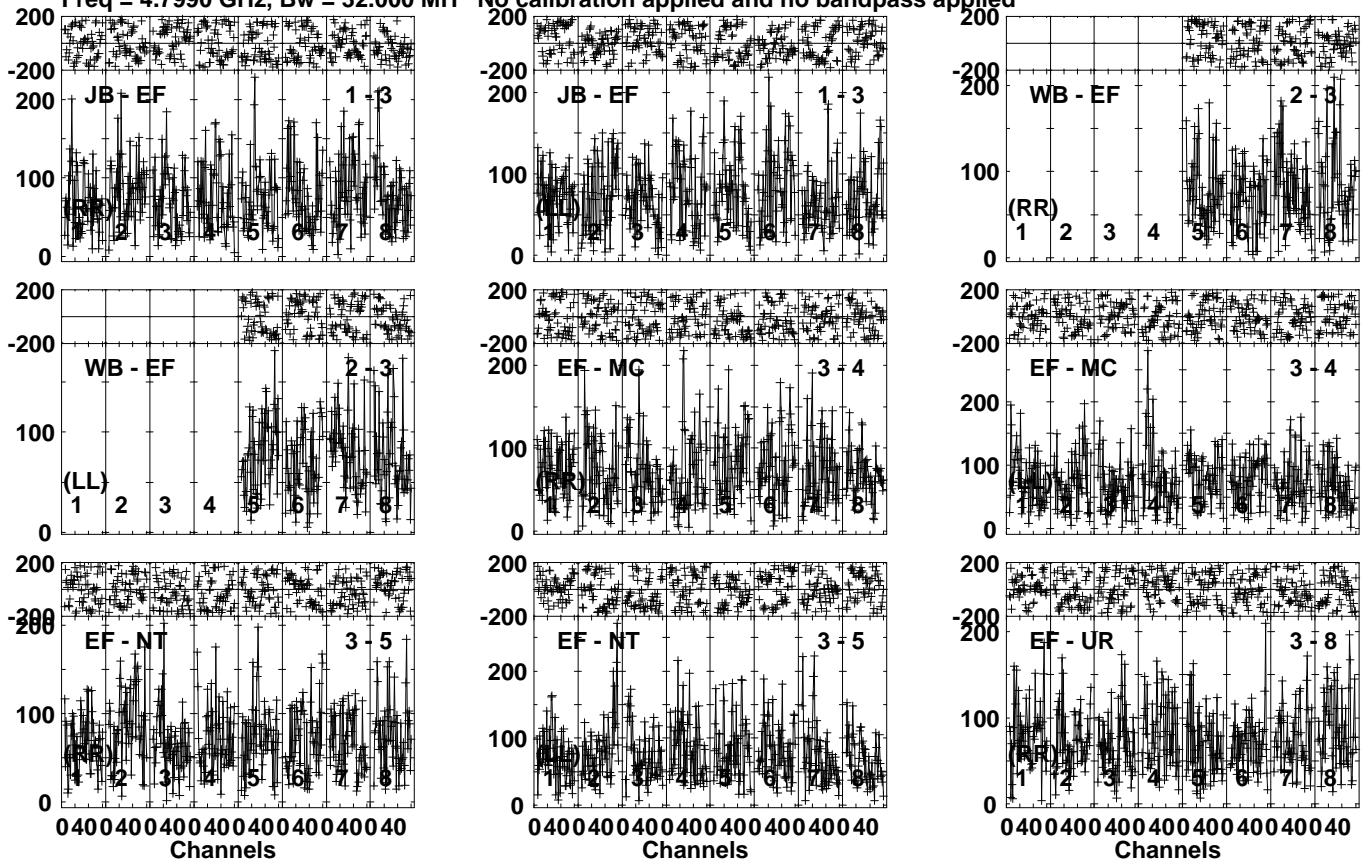 Freq = 4.7990 GHz, Bw = 32.000 MH No calibration applied and no bandpass applied
200 200 200
-200 -200 -200
200 200 200
JB - EF 1 - 3 JB - EF 1 - 3 WB - EF 2 - 3
100 100 100
(RR) (LL) (RR)
1 2 3 4 5 6 7 8 1 2 3 4 5 6 7 8 1 2 3 4 5 6 7 8
0 0 0
200 200 200
-200 -200 -200
WB - EF 2 - 3 EF - MC 3 - 4 EF - MC 3 - 4
200 200
100 100 100
(LL) (RR) (LL)
1 2 3 4 5 6 7 8 1 2 3 4 5 6 7 8 1 2 3 4 5 6 7 8
0 0 0
200 200 200
-200 -200 -200
200 200 200
EF - NT 3 - 5 EF - NT 3 - 5 EF - UR 3 - 8
100 100 100
(RR) (LL) (RR)
1 2 3 4 5 6 7 8 1 2 3 4 5 6 7 8 1 2 3 4 5 6 7 8
0 0 0
0 40 0 40 0 40 0 40 0 40 0 40 0 40 0 40 0 40 0 40 0 40 0 40 0 40 0 40 0 40 0 40 0 40 0 40 0 40 0 40 0 40 0 40 0 40 0 40
Channels Channels Channels